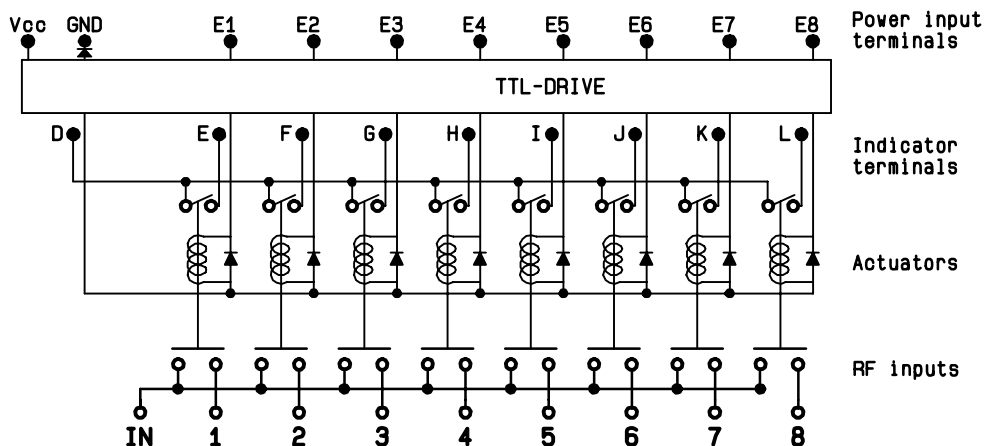 Vcc GND E1 E2 E3 E4 E5 E6 E7 E8 Power input
terminals
TTL-DRIVE
D E F G H I J K L Indicator
terminals
Actuators
RF inputs
IN 1 2 3 4 5 6 7 8